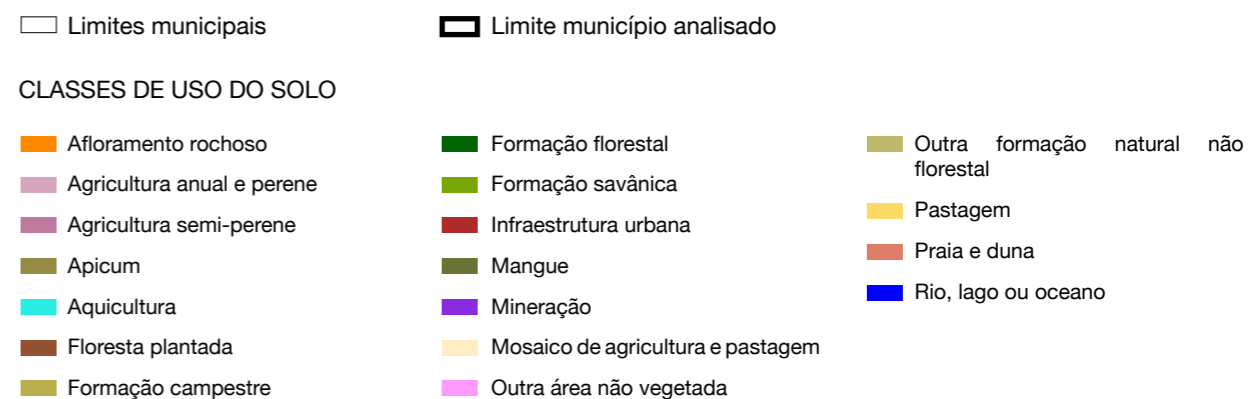 Limites municipais
Limite município analisado
CLASSES DE USO DO SOLO
Afloramento rochoso
Agricultura anual e perene
Agricultura semi-perene
Apicum
Aquicultura
Floresta plantada
Formação campestre
Formação florestal
Formação savânica
Infraestrutura urbana
Mangue
Mineração
Mosaico de agricultura e pastagem
Outra área não vegetada
Outra formação natural não
florestal
Pastagem
Praia e duna
Rio, lago ou oceano